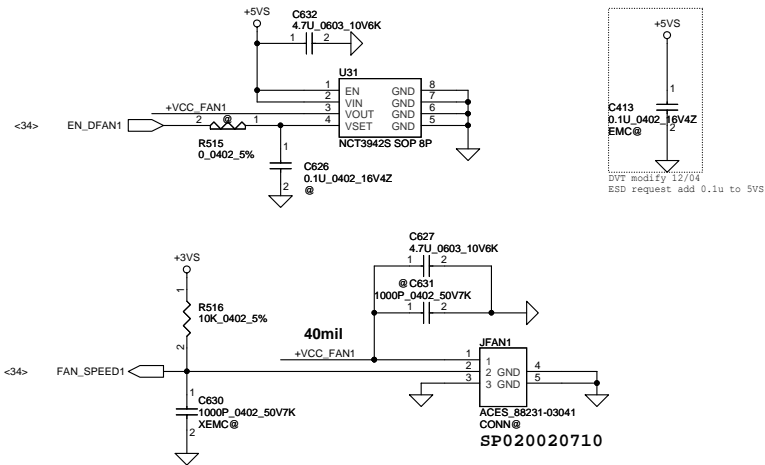 +5VS
C632
4.7U_0603_10V6K
1 2
U31
1 EN GND 8
2 VIN GND 7
3 VOUT GND 6
4 VSET GND 5
NCT3942S SOP 8P
+VCC_FAN1
<34> EN_DFAN1
2 @ 1
R515
0_0402_5%
1
2
C626
0.1U_0402_16V4Z
@
+5VS
1
2
C413
0.1U_0402_16V4Z
EMC@
DVT modify 12/04
ESD request add 0.1u to 5VS
+3VS
1
R516
10K_0402_5%
2
C627
4.7U_0603_10V6K
1 2
@ C631
1000P_0402_50V7K
1 2
40mil
+VCC_FAN1
JFAN1
1 1
2 2 GND 4
3 3 GND 5
ACES_88231-03041
CONN@
SP020020710
<34> FAN_SPEED1
1
2
C630
1000P_0402_50V7K
XEMC@